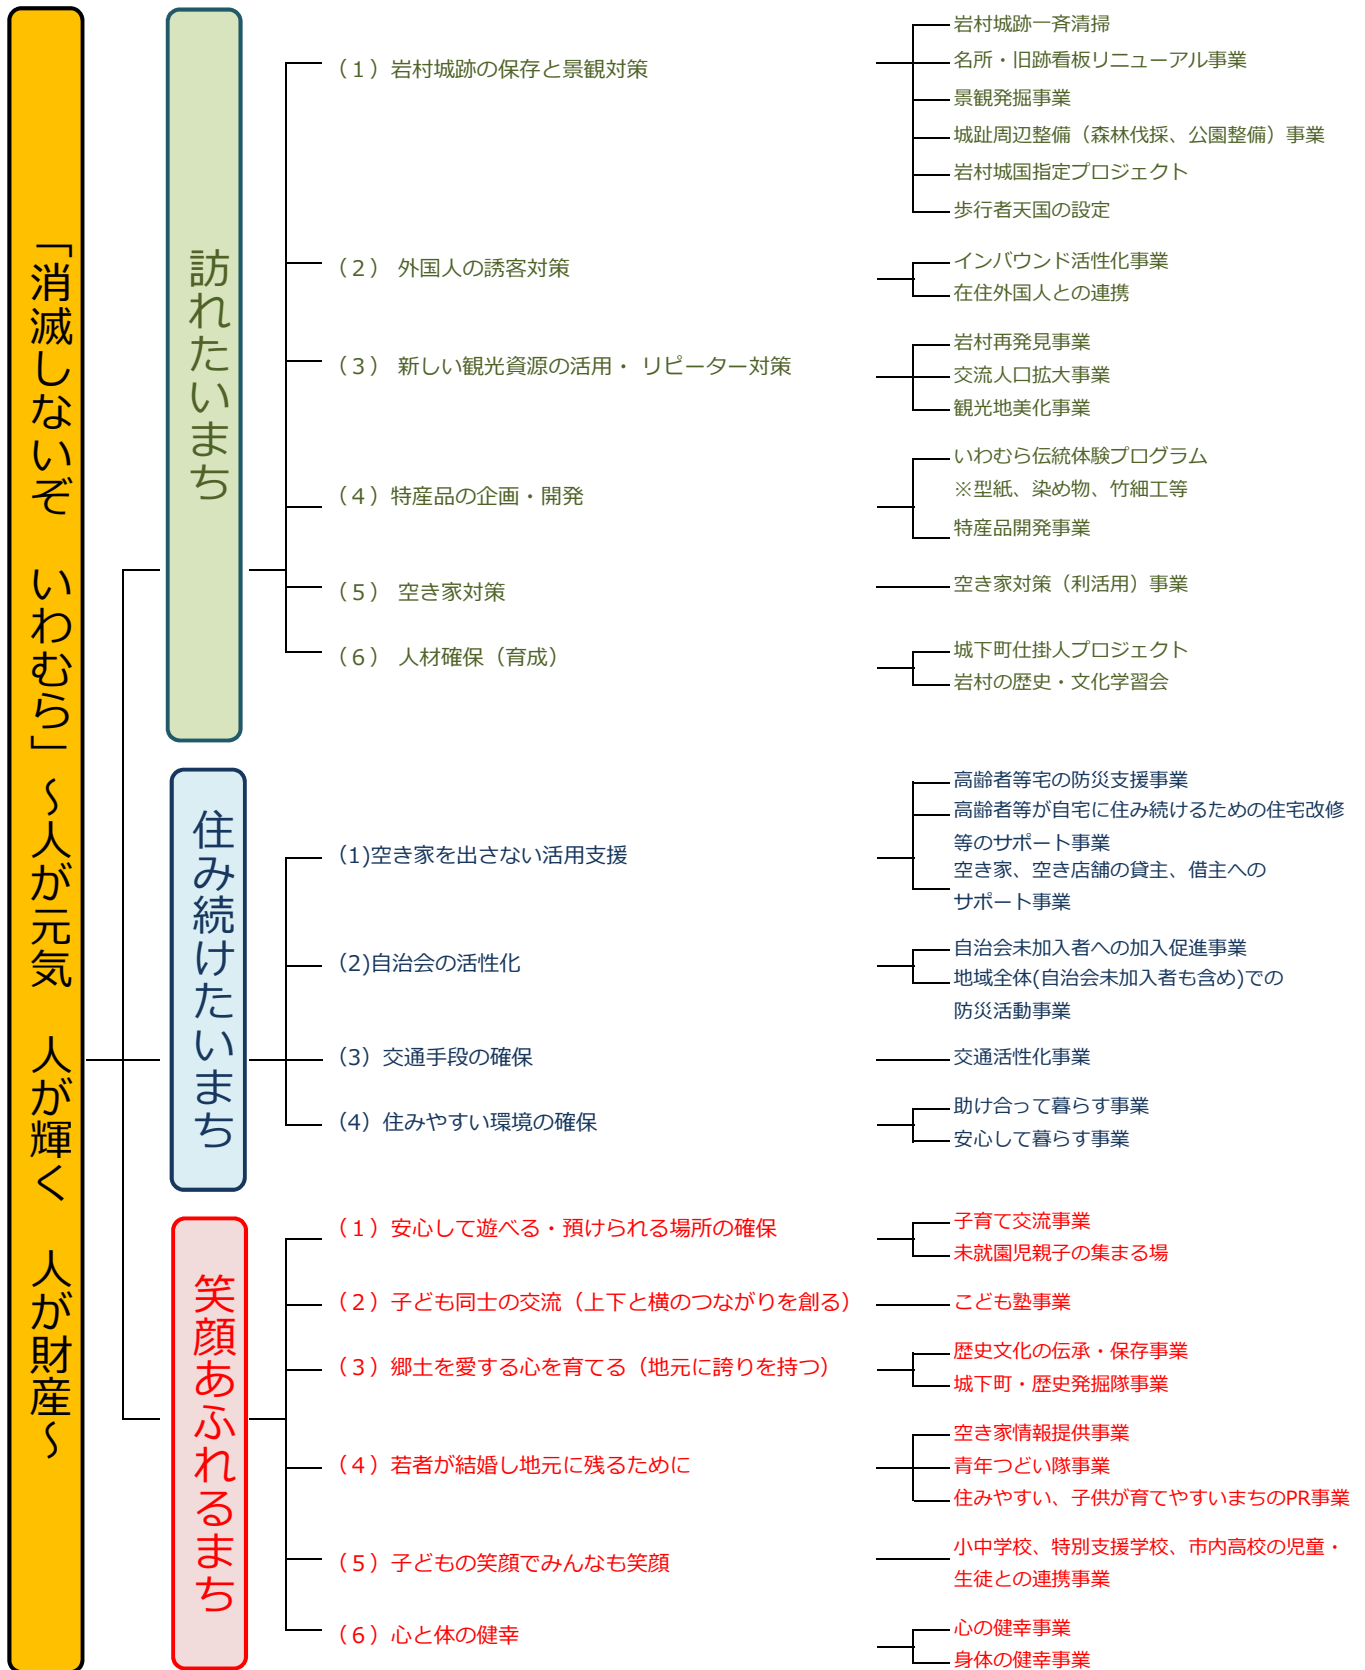 「消滅しないぞ　いわむら」～人が元気　人が輝く　人が財産～
訪れたいまち
（１）岩村城跡の保存と景観対策
岩村城跡一斉清掃
名所・旧跡看板リニューアル事業
景観発掘事業
城趾周辺整備（森林伐採、公園整備）事業
岩村城国指定プロジェクト
歩行者天国の設定
（２） 外国人の誘客対策
インバウンド活性化事業
在住外国人との連携
（３） 新しい観光資源の活用・ リピーター対策
岩村再発見事業
交流人口拡大事業
観光地美化事業
（４）特産品の企画・開発
いわむら伝統体験プログラム
※型紙、染め物、竹細工等
特産品開発事業
（５） 空き家対策
空き家対策（利活用）事業
（６） 人材確保（育成）
城下町仕掛人プロジェクト
岩村の歴史・文化学習会
住み続けたいまち
(1)空き家を出さない活用支援
高齢者等宅の防災支援事業
高齢者等が自宅に住み続けるための住宅改修
等のサポート事業
空き家、空き店舗の貸主、借主への
サポート事業
(2)自治会の活性化
自治会未加入者への加入促進事業
地域全体(自治会未加入者も含め)での
防災活動事業
(3) 交通手段の確保
交通活性化事業
(4) 住みやすい環境の確保
助け合って暮らす事業
安心して暮らす事業
笑顔あふれるまち
（１）安心して遊べる・預けられる場所の確保
子育て交流事業
未就園児親子の集まる場
（２）子ども同士の交流（上下と横のつながりを創る）
こども塾事業
（３）郷土を愛する心を育てる（地元に誇りを持つ）
歴史文化の伝承・保存事業
城下町・歴史発掘隊事業
（４）若者が結婚し地元に残るために
空き家情報提供事業
青年つどい隊事業
住みやすい、子供が育てやすいまちのPR事業
（５）子どもの笑顔でみんなも笑顔
小中学校、特別支援学校、市内高校の児童・
生徒との連携事業
（６）心と体の健幸
心の健幸事業
身体の健幸事業